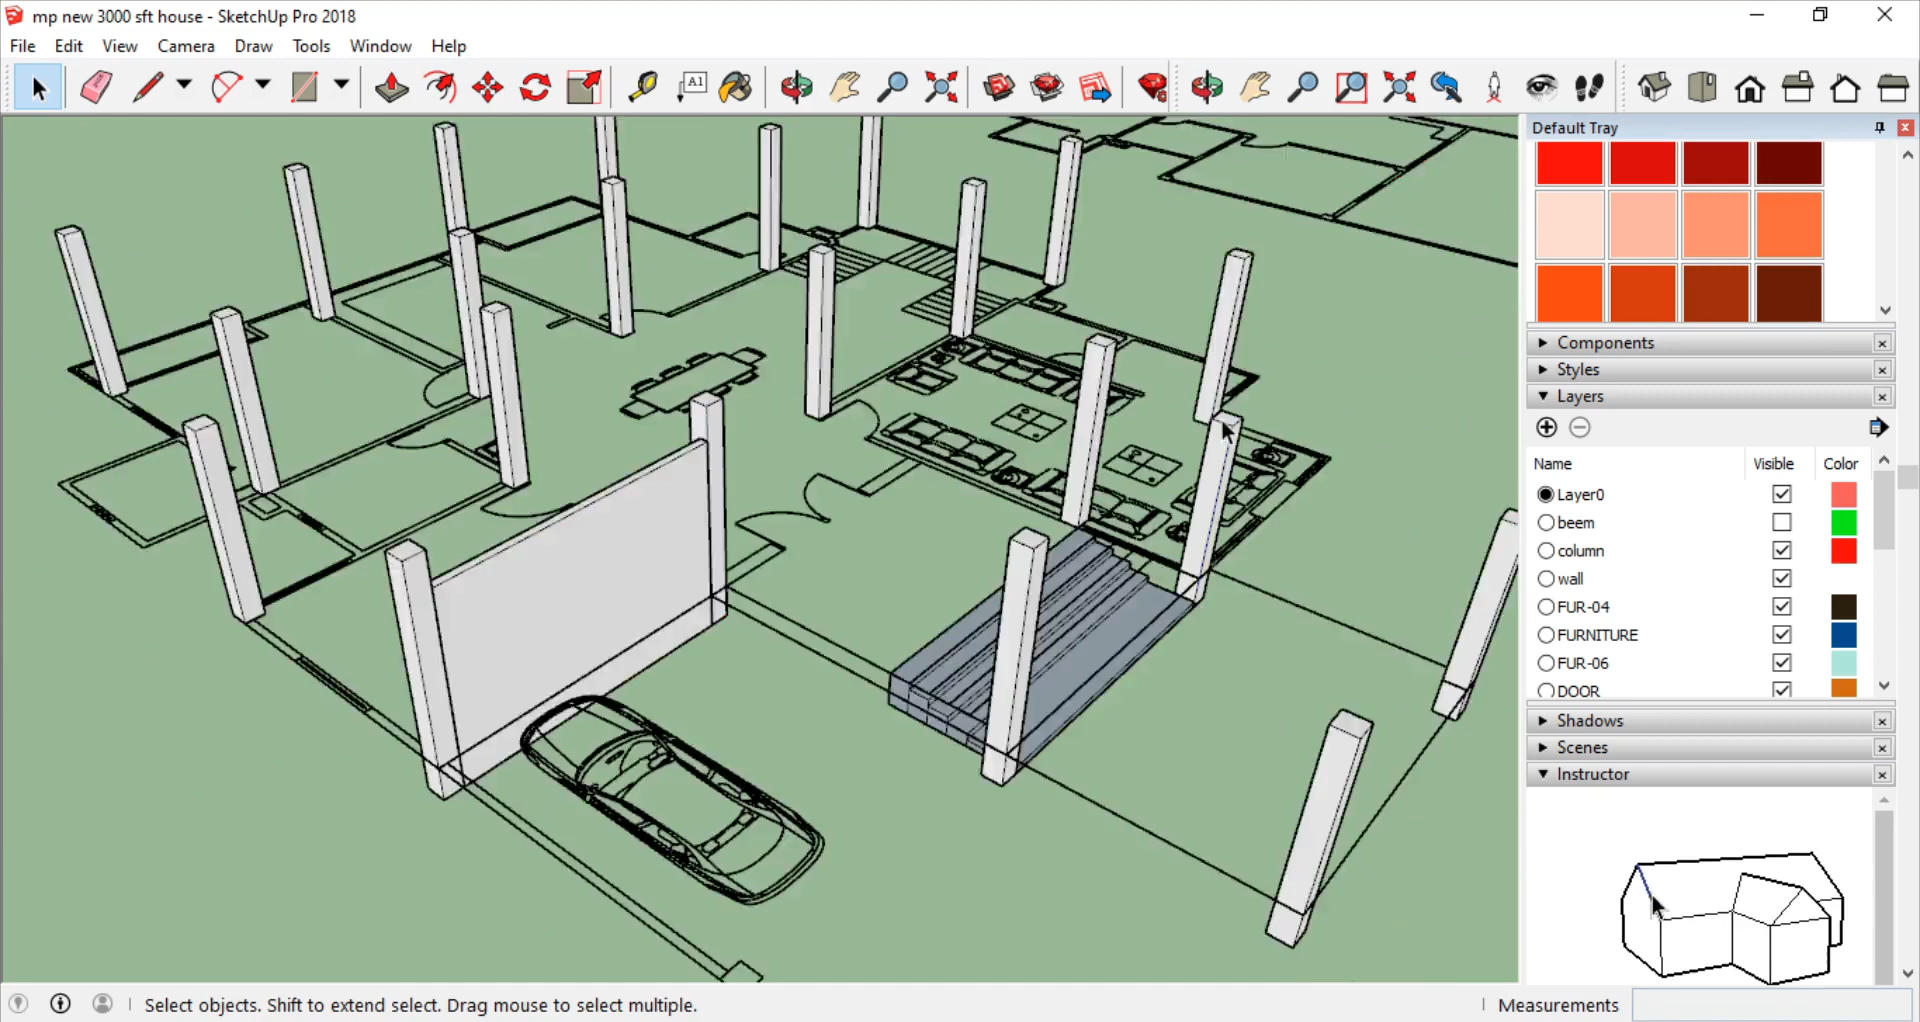 mp new 3000 sft house - SketchUp Pro 2018
File Edit View Camera Draw Tools Window Help
A1
Default Tray
Components
Styles
Layers
Name Visible Color
Layer0
beem
column
wall
FUR-04
FURNITURE
FUR-06
DOOR
Shadows
Scenes
Instructor
Select objects. Shift to extend select. Drag mouse to select multiple.
Measurements